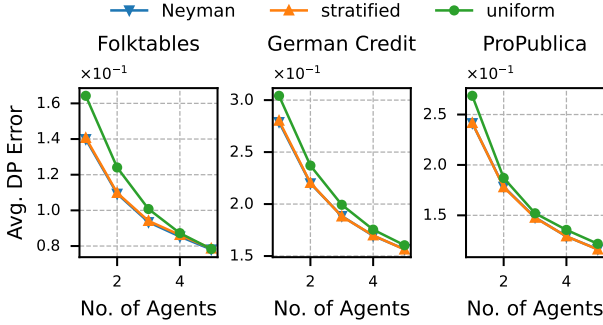 Neyman stratified uniform
Folktables German Credit ProPublica
×10⁻¹ ×10⁻¹ ×10⁻¹
Avg. DP Error
1.6
1.4
1.2
1.0
0.8
3.0
2.5
2.0
1.5
2.5
2.0
1.5
2 4 2 4 2 4
No. of Agents No. of Agents No. of Agents